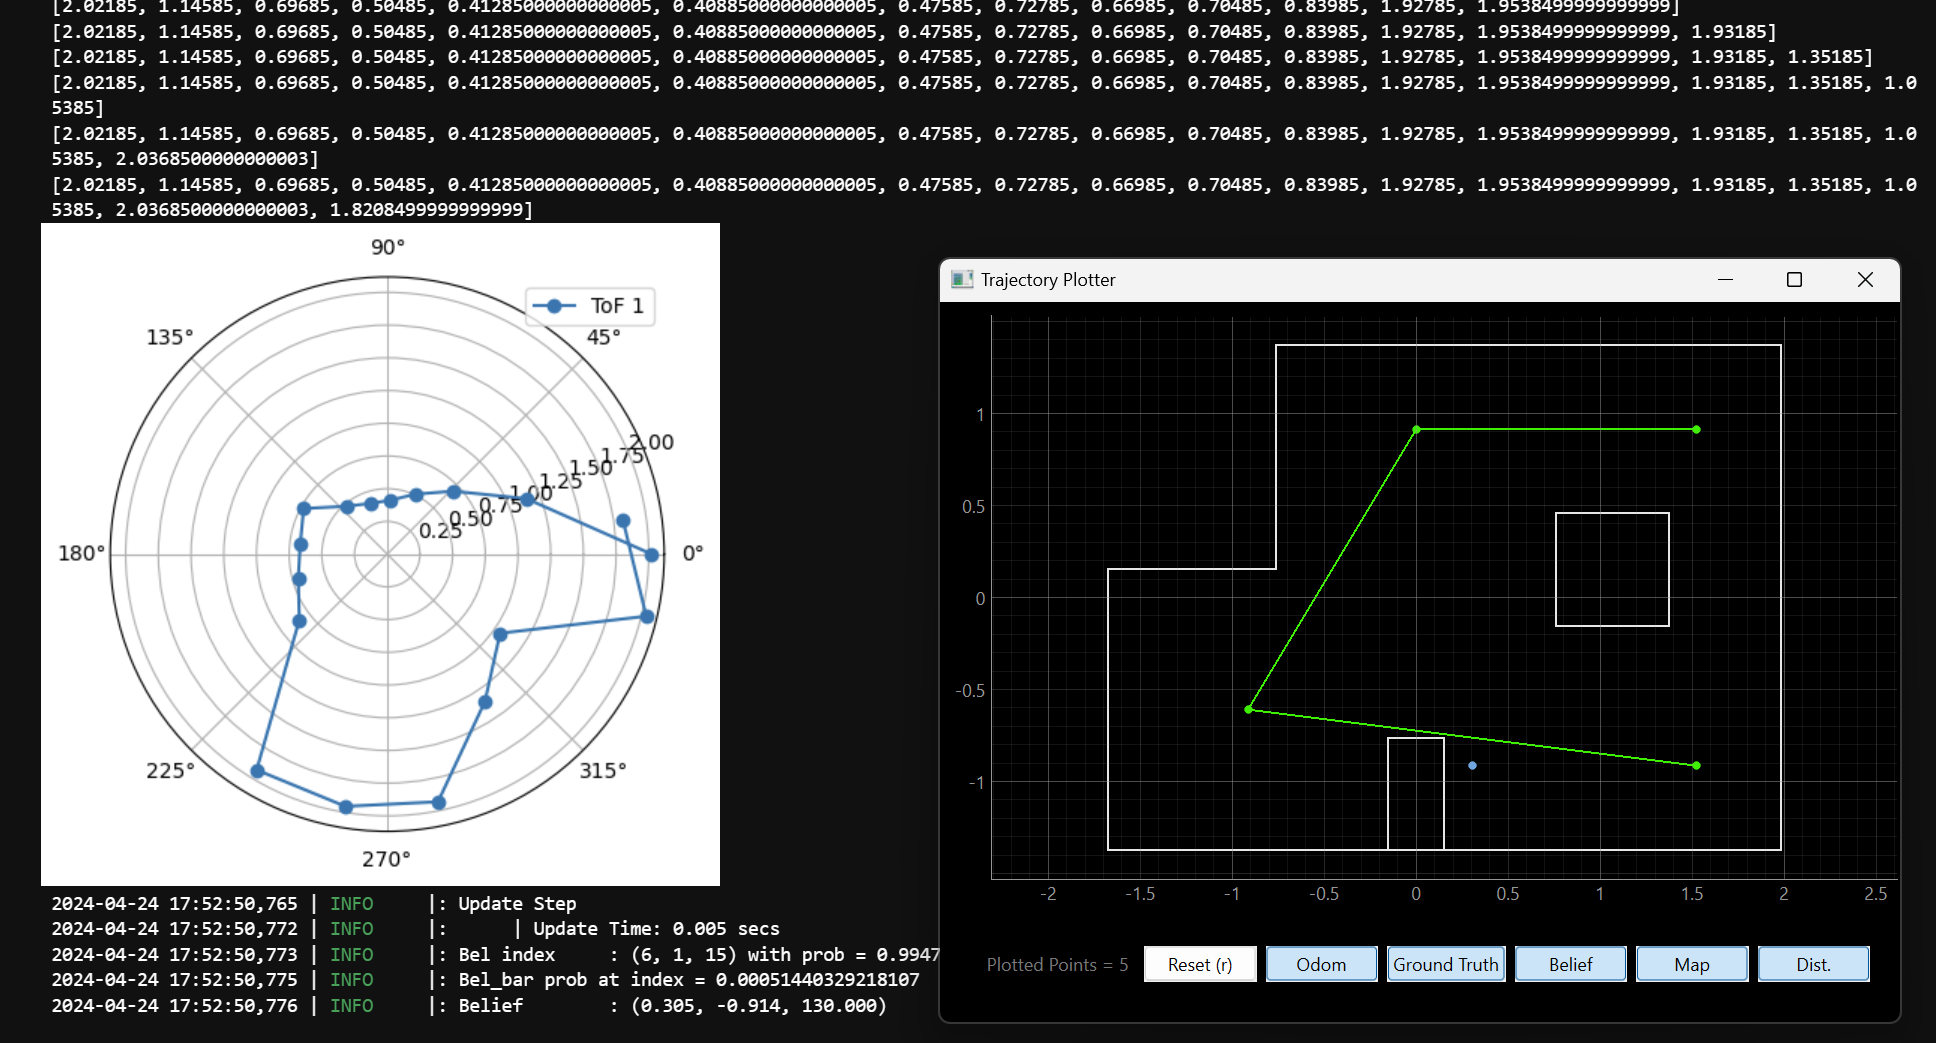 [2.02185, 1.14585, 0.69685, 0.50485, 0.41285000000000005, 0.40885000000000005, 0.47585, 0.72785, 0.66985, 0.70485, 0.83985, 1.92785, 1.9538499999999999]
[2.02185, 1.14585, 0.69685, 0.50485, 0.41285000000000005, 0.40885000000000005, 0.47585, 0.72785, 0.66985, 0.70485, 0.83985, 1.92785, 1.9538499999999999, 1.93185]
[2.02185, 1.14585, 0.69685, 0.50485, 0.41285000000000005, 0.40885000000000005, 0.47585, 0.72785, 0.66985, 0.70485, 0.83985, 1.92785, 1.9538499999999999, 1.93185, 1.35185]
[2.02185, 1.14585, 0.69685, 0.50485, 0.41285000000000005, 0.40885000000000005, 0.47585, 0.72785, 0.66985, 0.70485, 0.83985, 1.92785, 1.9538499999999999, 1.93185, 1.35185, 1.0
5385]
[2.02185, 1.14585, 0.69685, 0.50485, 0.41285000000000005, 0.40885000000000005, 0.47585, 0.72785, 0.66985, 0.70485, 0.83985, 1.92785, 1.9538499999999999, 1.93185, 1.35185, 1.0
5385, 2.0368500000000003]
[2.02185, 1.14585, 0.69685, 0.50485, 0.41285000000000005, 0.40885000000000005, 0.47585, 0.72785, 0.66985, 0.70485, 0.83985, 1.92785, 1.9538499999999999, 1.93185, 1.35185, 1.0
5385, 2.0368500000000003, 1.8208499999999999]
90°
ToF 1
135°
45°
2.00
1.75
1.50
1.25
1.00
0.75
0.50
0.25
180°
0°
225°
315°
270°
2024-04-24 17:52:50,765 | INFO |: Update Step
2024-04-24 17:52:50,772 | INFO |: | Update Time: 0.005 secs
2024-04-24 17:52:50,773 | INFO |: Bel index : (6, 1, 15) with prob = 0.9947
2024-04-24 17:52:50,775 | INFO |: Bel_bar prob at index = 0.00051440329218107
2024-04-24 17:52:50,776 | INFO |: Belief : (0.305, -0.914, 130.000)
Trajectory Plotter
1
0.5
0
-0.5
-1
-2 -1.5 -1 -0.5 0 0.5 1 1.5 2 2.5
Plotted Points = 5 Reset (r) Odom Ground Truth Belief Map Dist.